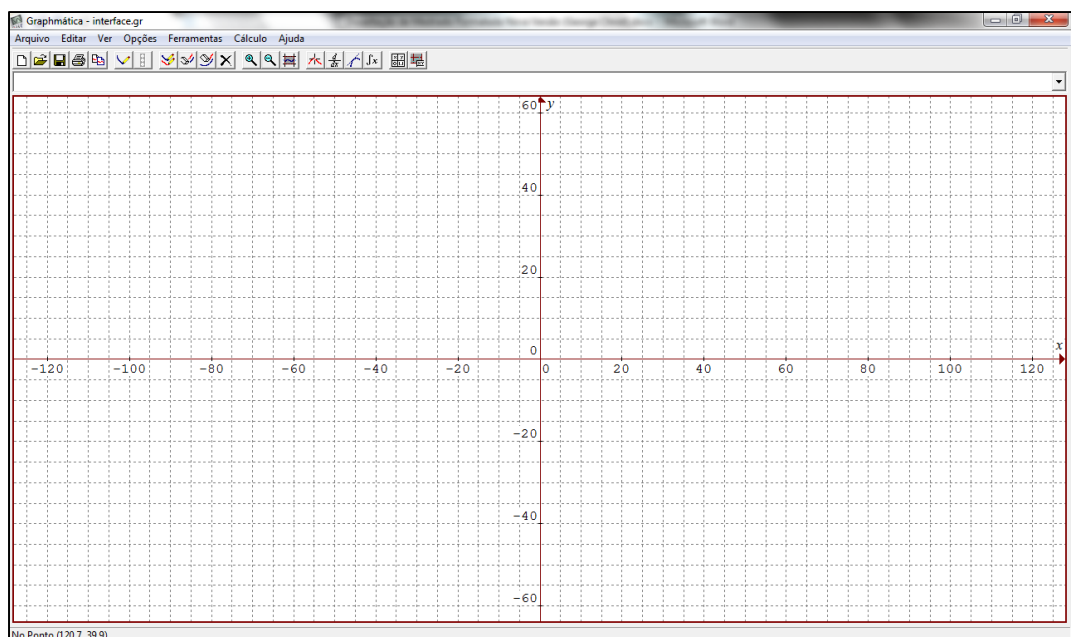 Graphmática - interface.gr
Arquivo Editar Ver Opções Ferramentas Cálculo Ajuda
60 y
40
20
0 x
-120 -100 -80 -60 -40 -20 0 20 40 60 80 100 120
-20
-40
-60
No Ponto (120.7, 39.9)